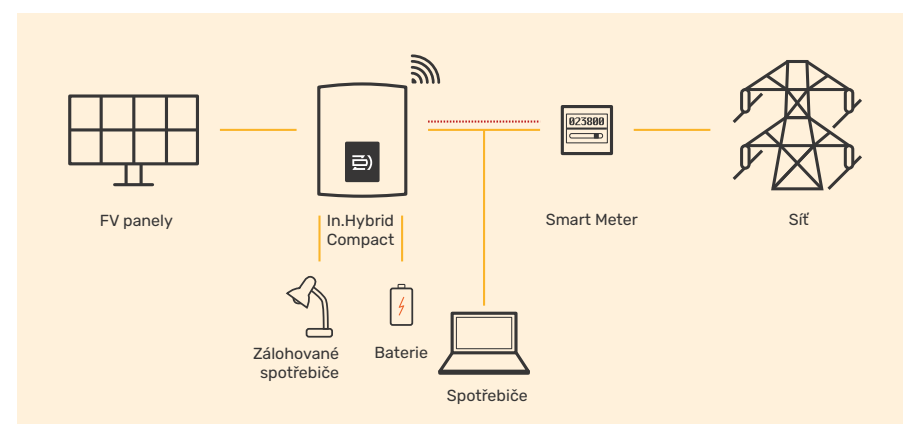 023800
FV panely
In.Hybrid
Compact
Smart Meter
Síť
Zálohované
spotřebiče
Baterie
Spotřebiče